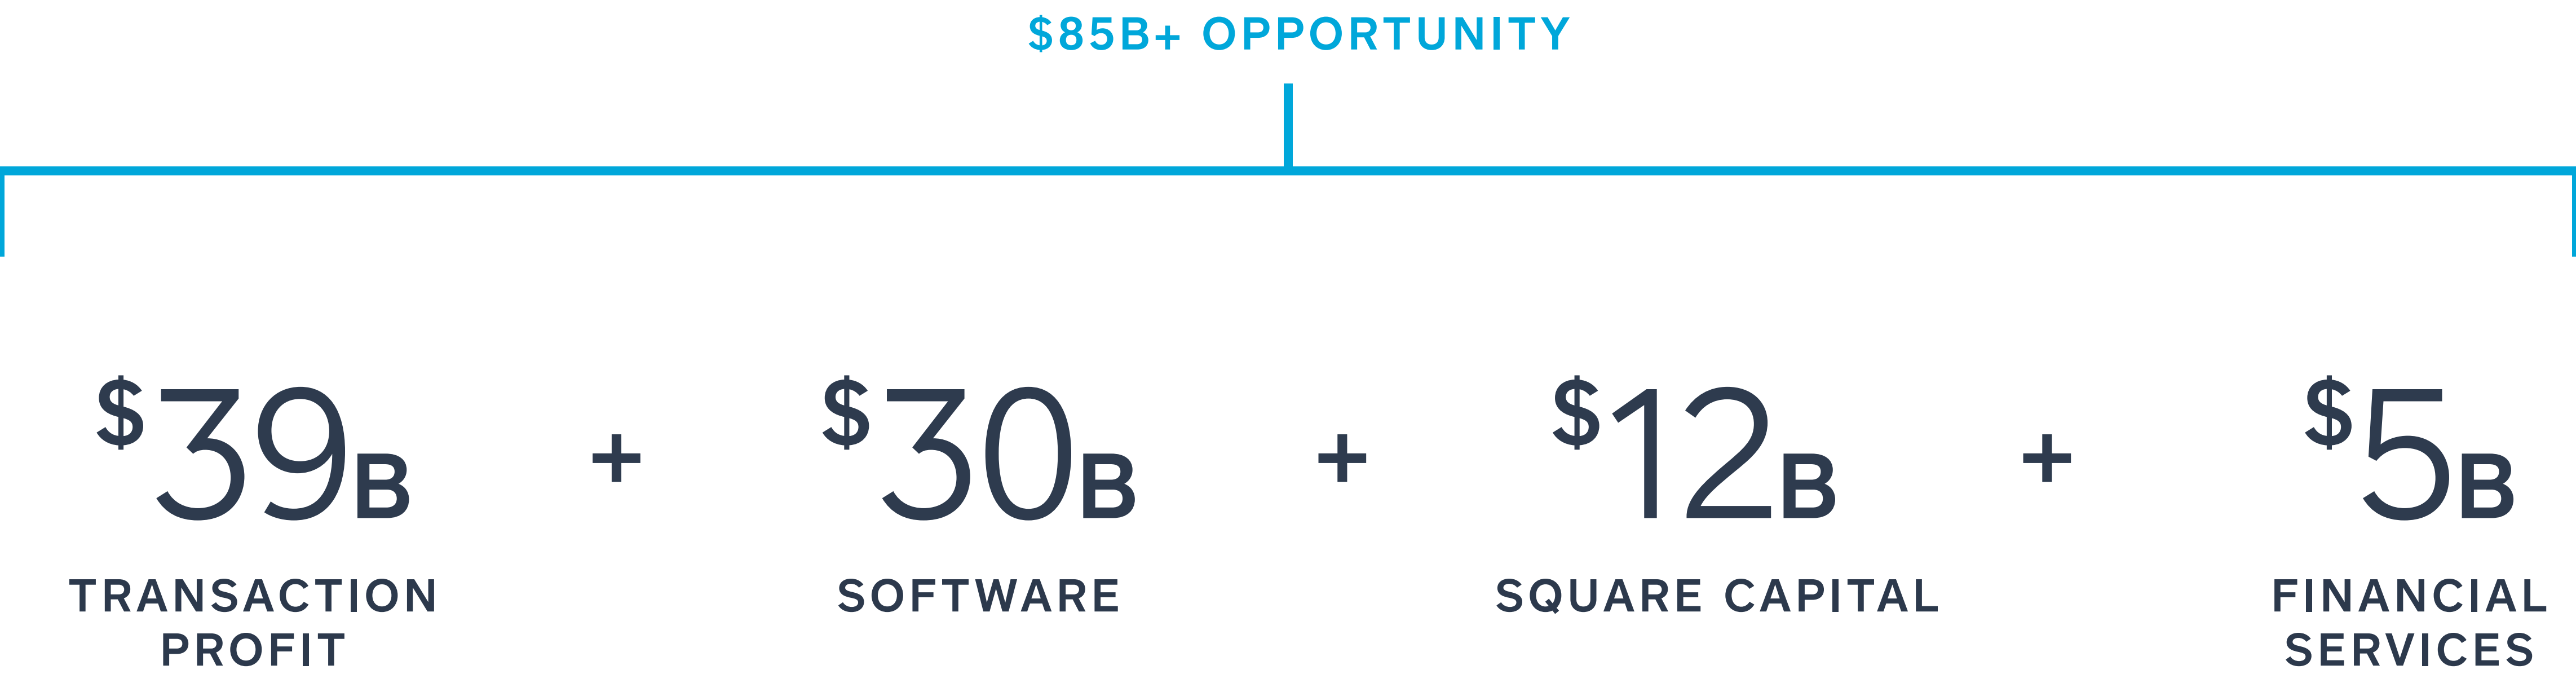 $85B+ OPPORTUNITY
$39B + $30B + $12B + $5B
TRANSACTION SOFTWARE SQUARE CAPITAL FINANCIAL
PROFIT SERVICES